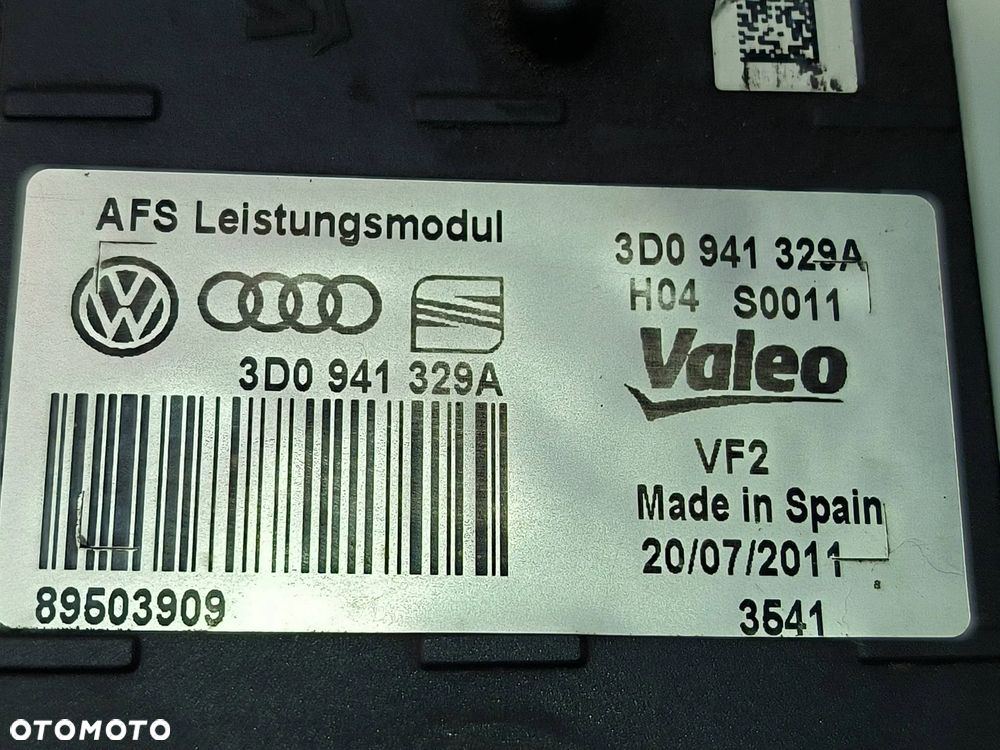 AFS Leistungsmodul
3D0 941 329A
3D0 941 329A
H04 S0011
Valeo
VF2
Made in Spain
20/07/2011
89503909
3541
OTOMOTO